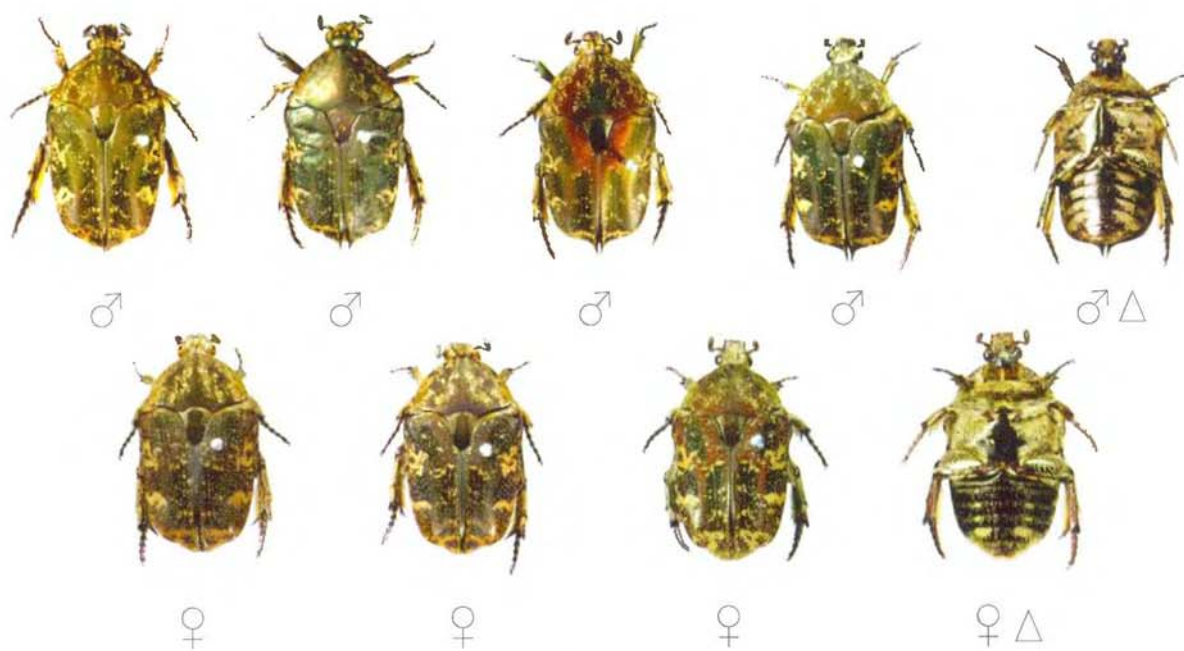 ♂ ♂ ♂ ♂ ♂ △
♀ ♀ ♀ ♀ △